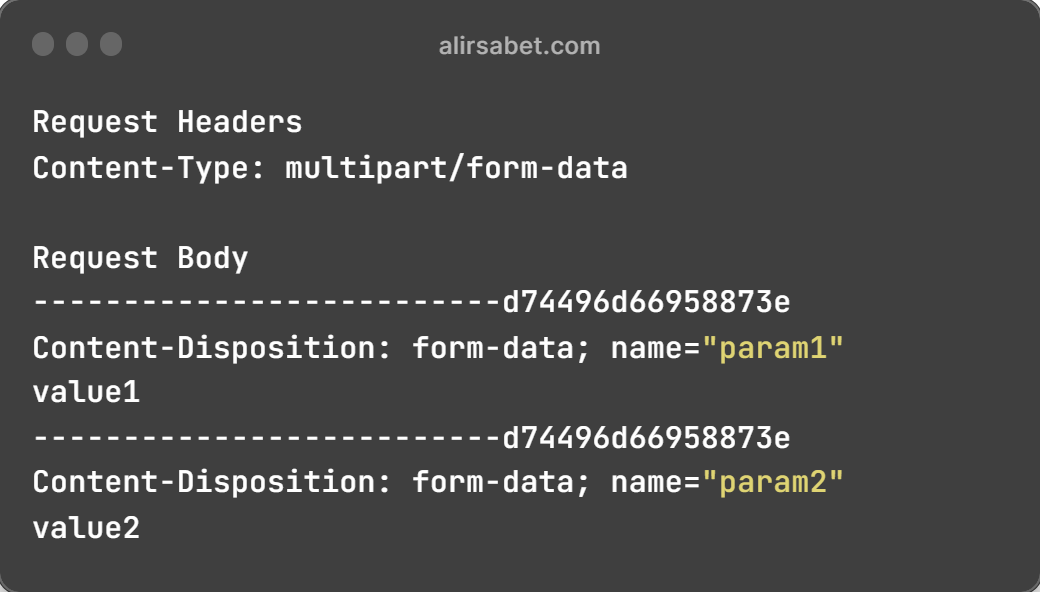 alirsabet.com
Request Headers
Content-Type: multipart/form-data
Request Body
--------------------------d74496d66958873e
Content-Disposition: form-data; name="param1"
value1
--------------------------d74496d66958873e
Content-Disposition: form-data; name="param2"
value2